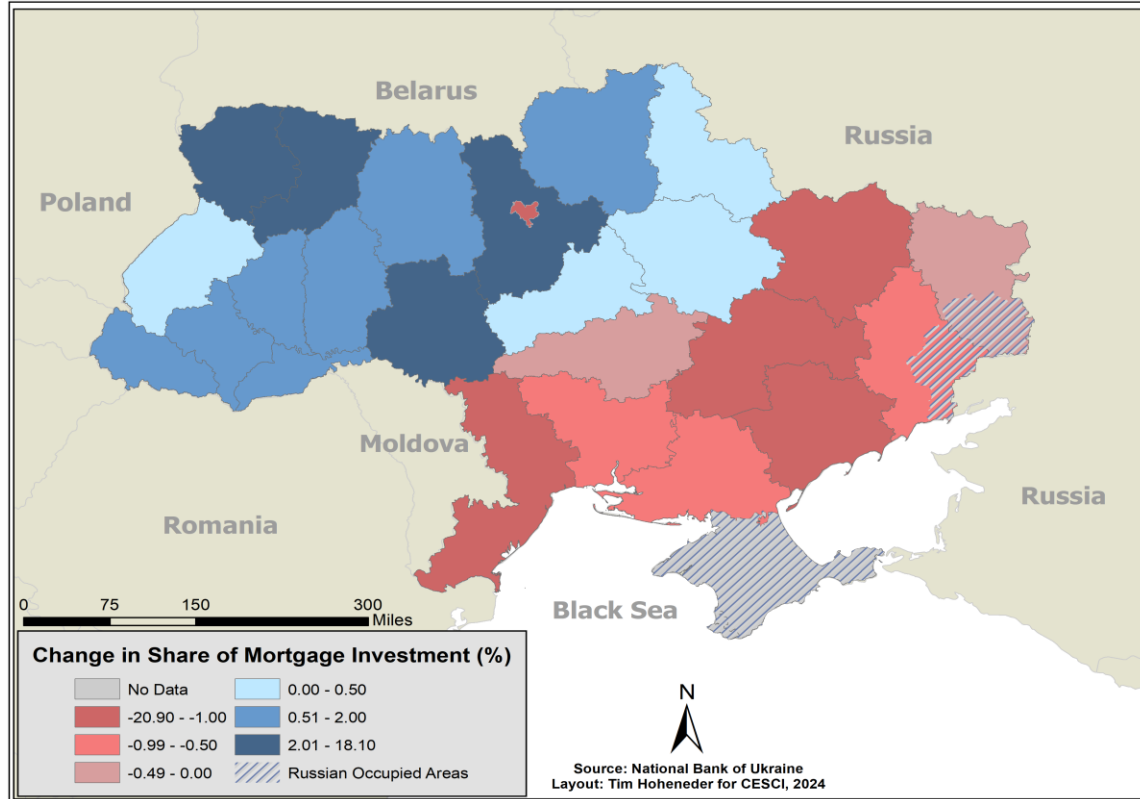 Belarus
Russia
Poland
Moldova
Romania
Russia
Black Sea
0 75 150 300
Miles
Change in Share of Mortgage Investment (%)
No Data
-20.90 - -1.00
-0.99 - -0.50
-0.49 - 0.00
0.00 - 0.50
0.51 - 2.00
2.01 - 18.10
Russian Occupied Areas
N
Source: National Bank of Ukraine
Layout: Tim Hoheneder for CESCI, 2024